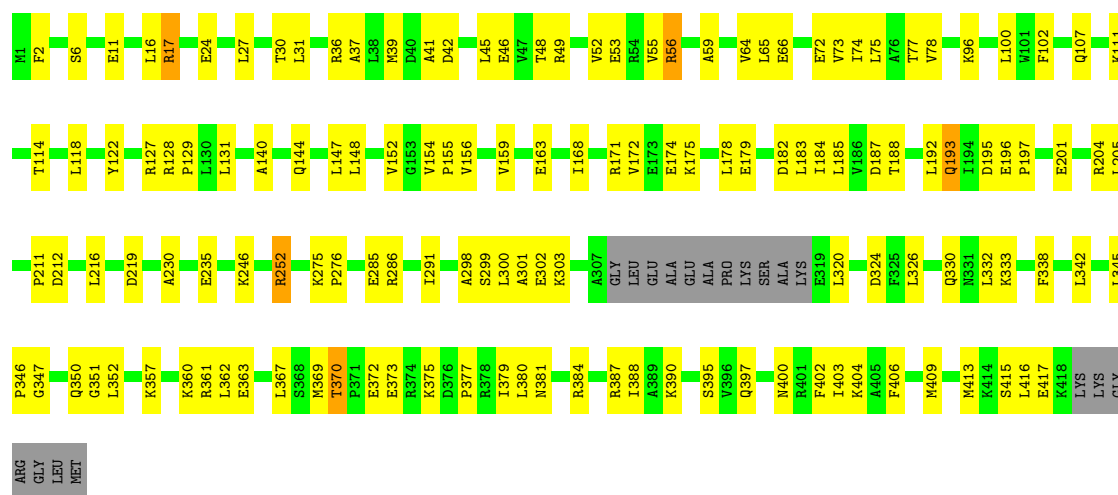 M1 F2 S6 E11 L16 R17 E24 L27 T30 L31 R36 A37 L38 M39 D40 A41 D42 L45 E46 V47 T48 R49 V52 E53 R54 V55 R56 A59 V64 L65 E66 E72 V73 I74 L75 A76 T77 V78 K96 L100 W101 F102 Q107 K111
T114 L118 Y122 R127 R128 P129 L130 L131 A140 Q144 L147 L148 V152 G153 V154 P155 V156 V159 E163 I168 R171 V172 E173 E174 K175 L178 E179 D182 L183 I184 L185 V186 D187 T188 L192 Q193 I194 D195 E196 P197 E201 R204 L205
P211 D212 L216 D219 A230 E235 K246 R252 K275 P276 E285 R286 I291 A298 S299 L300 A301 E302 K303 A307 GLY LEU GLU ALA GLU ALA PRO LYS SER ALA LYS E319 L320 D324 F325 L326 Q330 N331 L332 K333 F338 L342 L345
P346 G347 Q350 G351 L352 K357 K360 R361 L362 E363 L367 S368 M369 T370 P371 E372 E373 R374 K375 D376 P377 R378 I379 L380 N381 R384 R387 I388 A389 K390 S395 V396 Q397 N400 R401 F402 I403 K404 A405 F406 M409 M413 K414 S415 L416 E417 K418 LYS LYS GLY
ARG GLY LEU MET